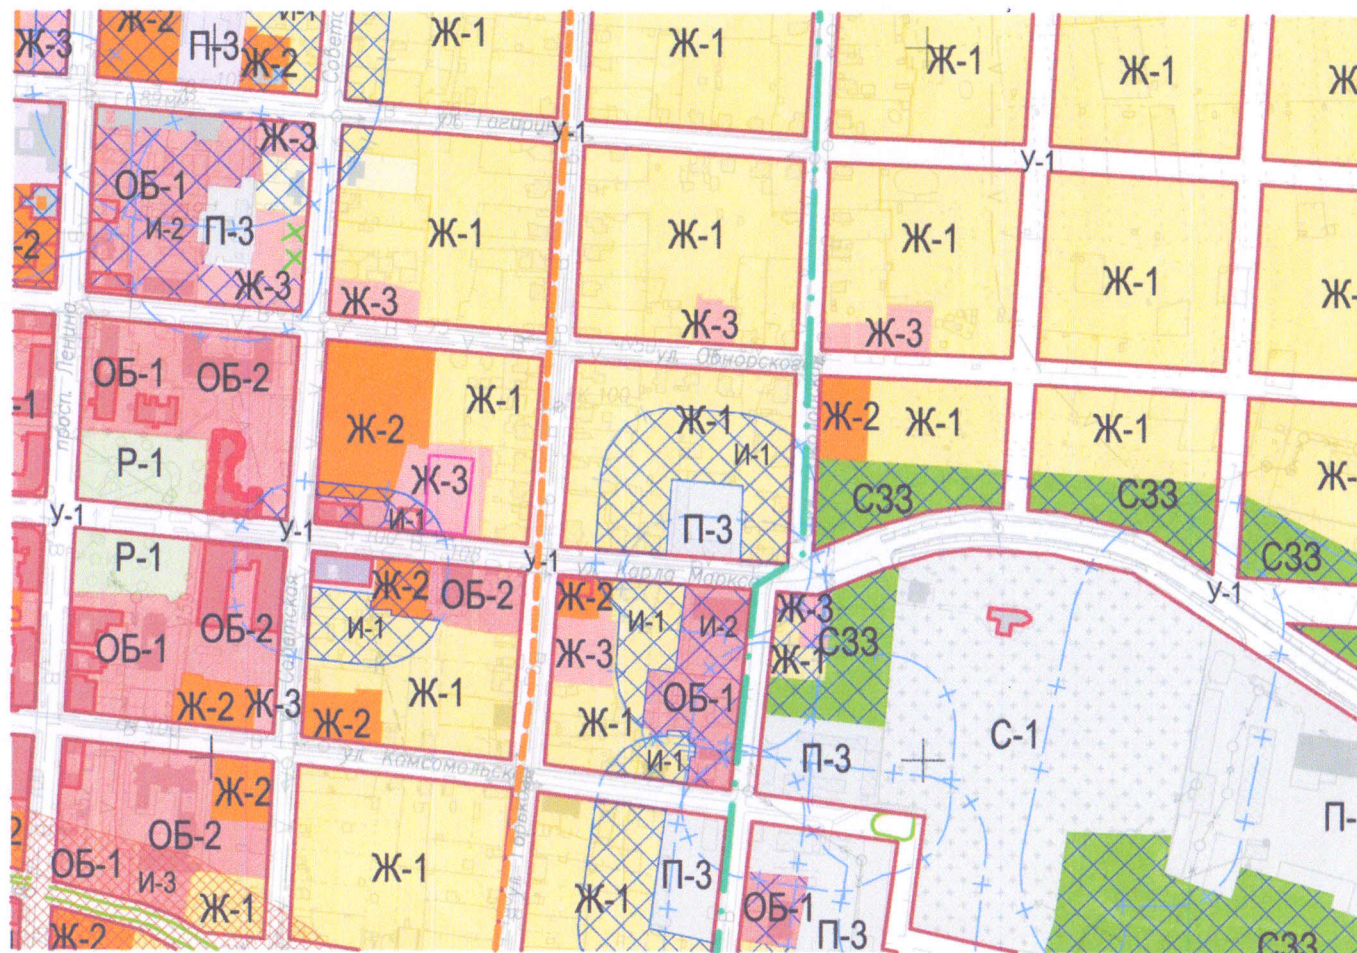 Ж-3
Ж-2
П-3
И-1
Ж-2
Ж-1
Ж-1
Ж-1
Ж-1
Ж
ул. Гагарин
У-1
У-1
Ж-3
ОБ-1
И-2
П-3
Ж-3
Ж-1
Ж-3
Ж-1
Ж-3
Ж-1
Ж-3
Ж-1
Ж-
-2
просп. Ленина
ул. Обнорского
ОБ-1
ОБ-2
Р-1
-1
Ж-2
Ж-1
Ж-3
И-1
Ж-1
И-1
П-3
Ж-2
Ж-1
Ж-1
Ж-
СЗЗ
СЗЗ
СЗЗ
У-1
У-1
У-1
У-1
ул. Карла Маркса
Р-1
ОБ-1
ОБ-2
Ж-2
Ж-3
Саратская
Ж-2
ОБ-2
И-1
Ж-1
Ж-2
Ж-2
И-1
И-2
Ж-3
ОБ-1
Ж-1
И-1
Ж-3
Ж-1
СЗЗ
П-3
С-1
П-
ул. Комсомольская
ул. Горько
Ж-2
ОБ-2
ОБ-1
И-3
Ж-1
Ж-2
Ж-1
Ж-1
П-3
ОБ-1
П-3
СЗЗ